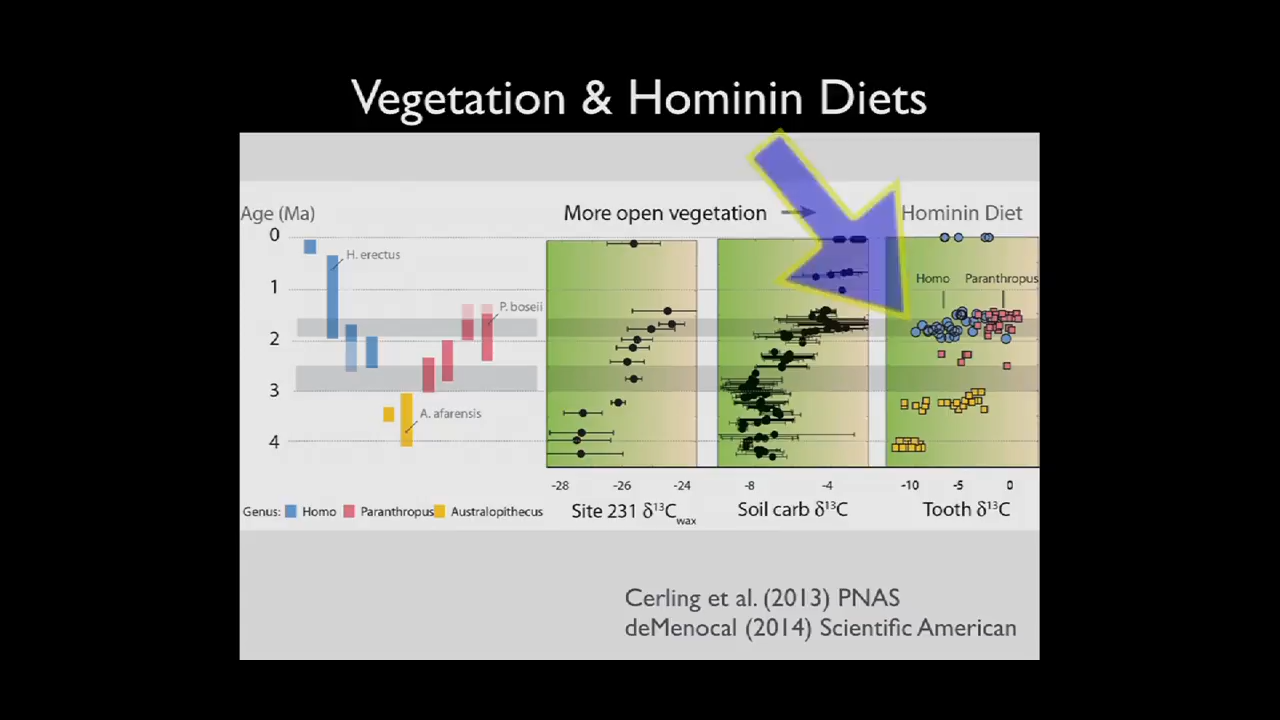 Vegetation & Hominin Diets
Age (Ma)
More open vegetation
Hominin Diet
0
1
2
3
4
H. erectus
P. boseii
A. afarensis
Homo
Paranthropus
-28
-26
-24
-8
-4
-10
-5
0
Genus: Homo Paranthropus Australopithecus
Site 231 δ¹³Cwax
Soil carb δ¹³C
Tooth δ¹³C
Cerling et al. (2013) PNAS
deMenocal (2014) Scientific American